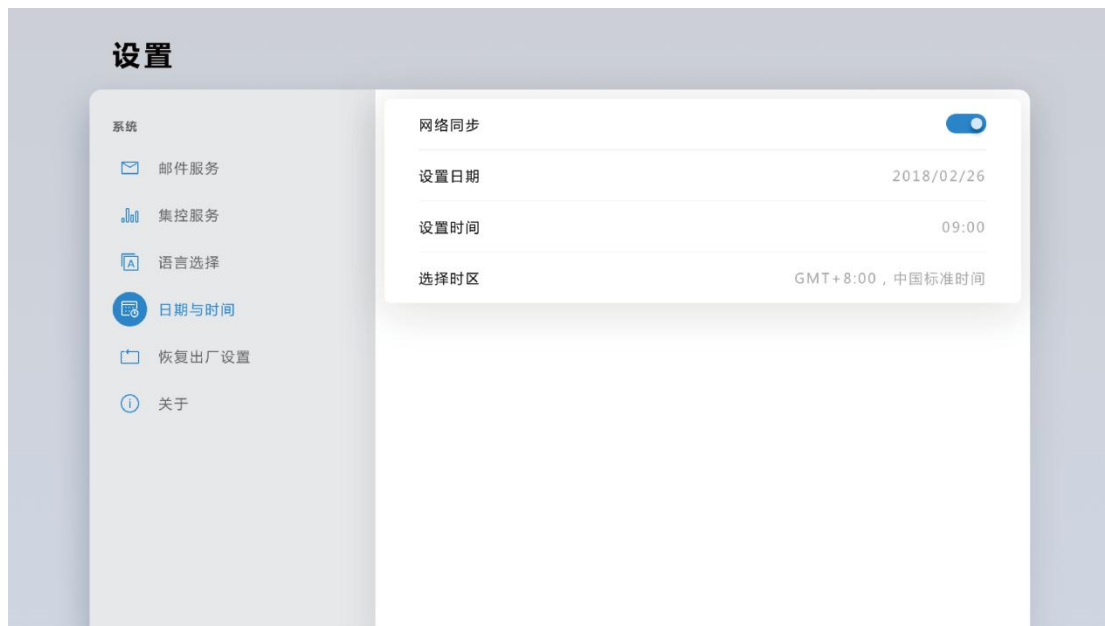 设置
系统
邮件服务
集控服务
A
语言选择
日期与时间
恢复出厂设置
关于
网络同步
设置日期
2018/02/26
设置时间
09:00
选择时区
GMT+8:00，中国标准时间